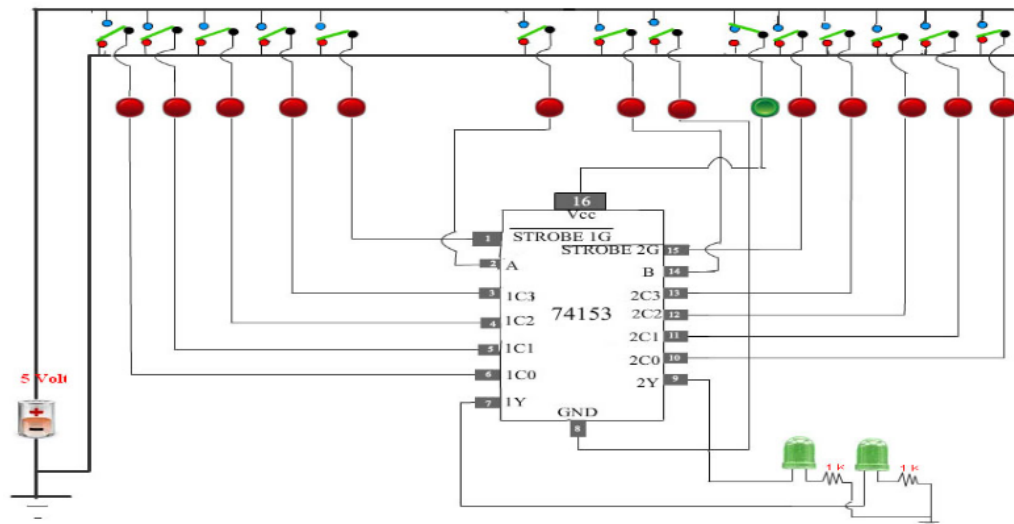 16
Vcc
1
STROBE 1G
STROBE 2G
15
2
A
B
14
3
1C3
2C3
13
4
1C2
74153
2C2
12
5
1C1
2C1
11
6
1C0
2C0
10
5 Volt
7
1Y
2Y
9
GND
8
1 k
1 k